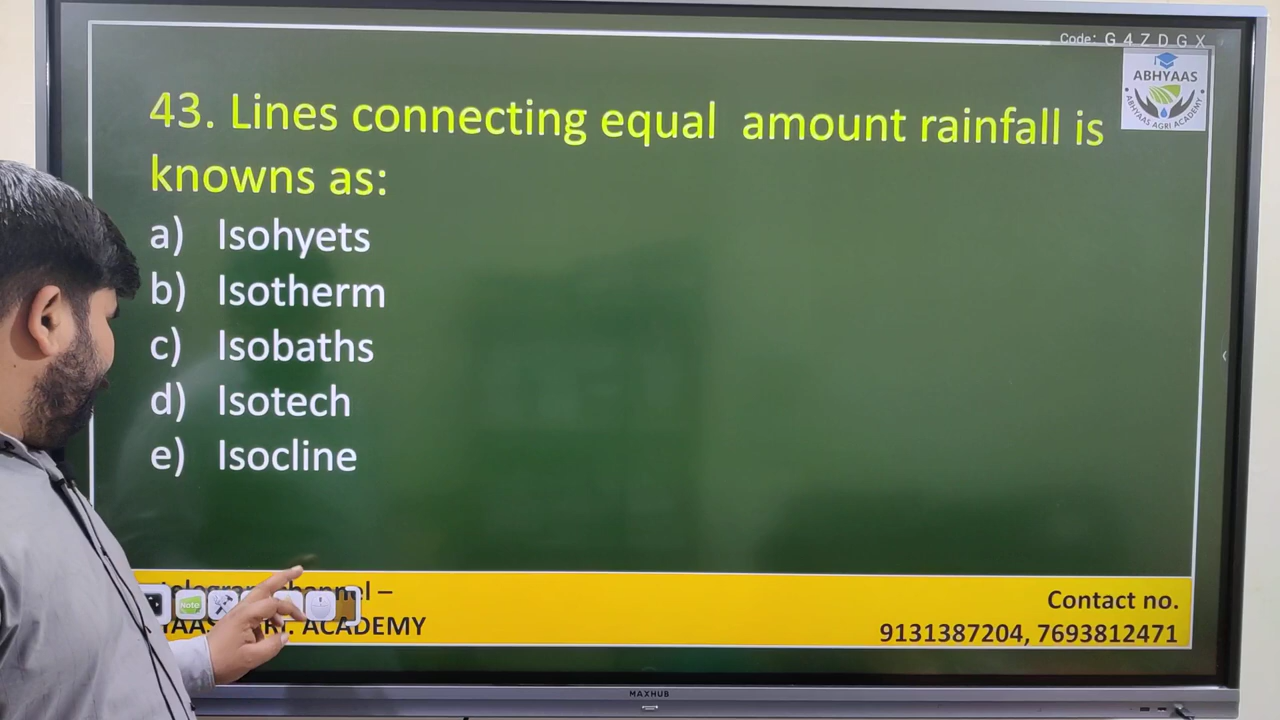 Code: G 4 Z D G X
ABHYAAS
ABHYAAS AGRI ACADEMY
43. Lines connecting equal amount rainfall is
knowns as:
a) Isohyets
b) Isotherm
c) Isobaths
d) Isotech
e) Isocline
Note
ACADEMY
Contact no.
9131387204, 7693812471
MAXHUB